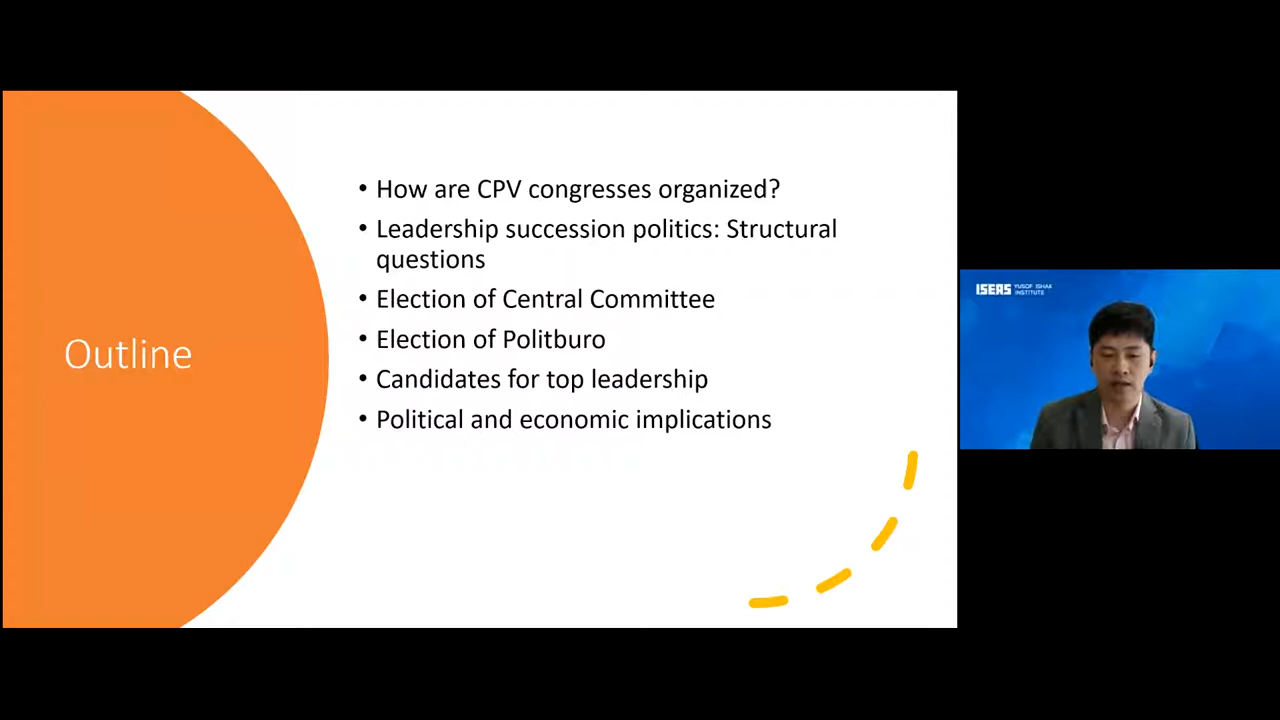 Outline
• How are CPV congresses organized?
• Leadership succession politics: Structural
questions
• Election of Central Committee
• Election of Politburo
• Candidates for top leadership
• Political and economic implications
ISEAS YUSOF ISHAK
INSTITUTE